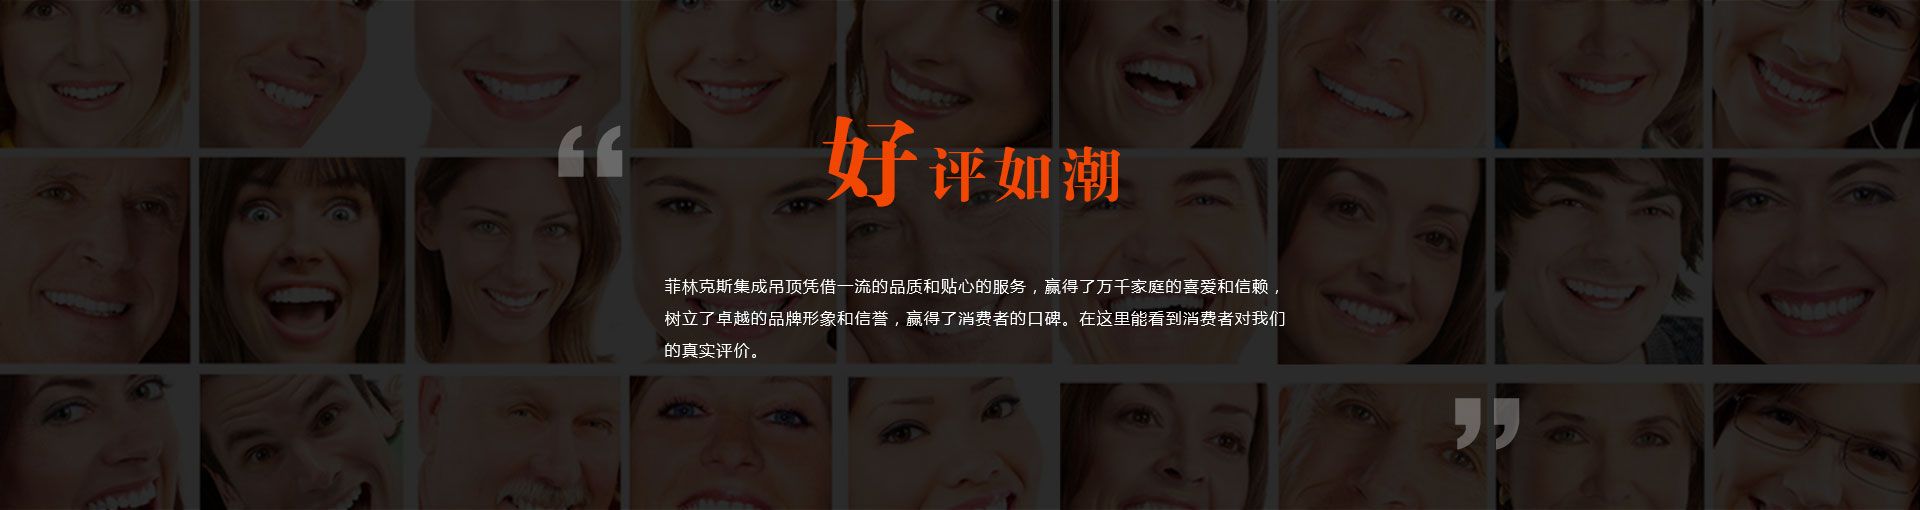 “
好评如潮
菲林克斯集成吊顶凭借一流的品质和贴心的服务，赢得了万千家庭的喜爱和信赖，
树立了卓越的品牌形象和信誉，赢得了消费者的口碑。在这里能看到消费者对我们
的真实评价。
”